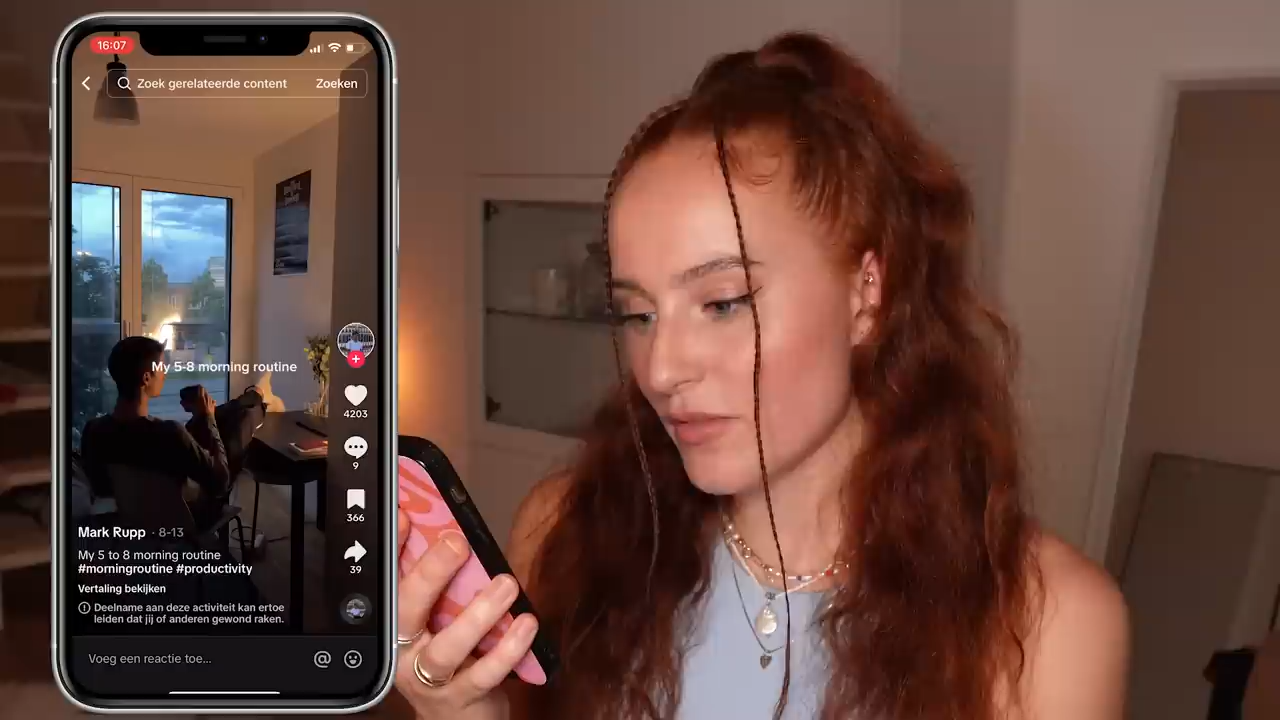 16:07
Zoek gerelateerde content
Zoeken
My 5-8 morning routine
4203
9
366
39
Mark Rupp · 8-13
My 5 to 8 morning routine
#morningroutine #productivity
Vertaling bekijken
Deelname aan deze activiteit kan ertoe
leiden dat jij of anderen gewond raken.
Voeg een reactie toe...